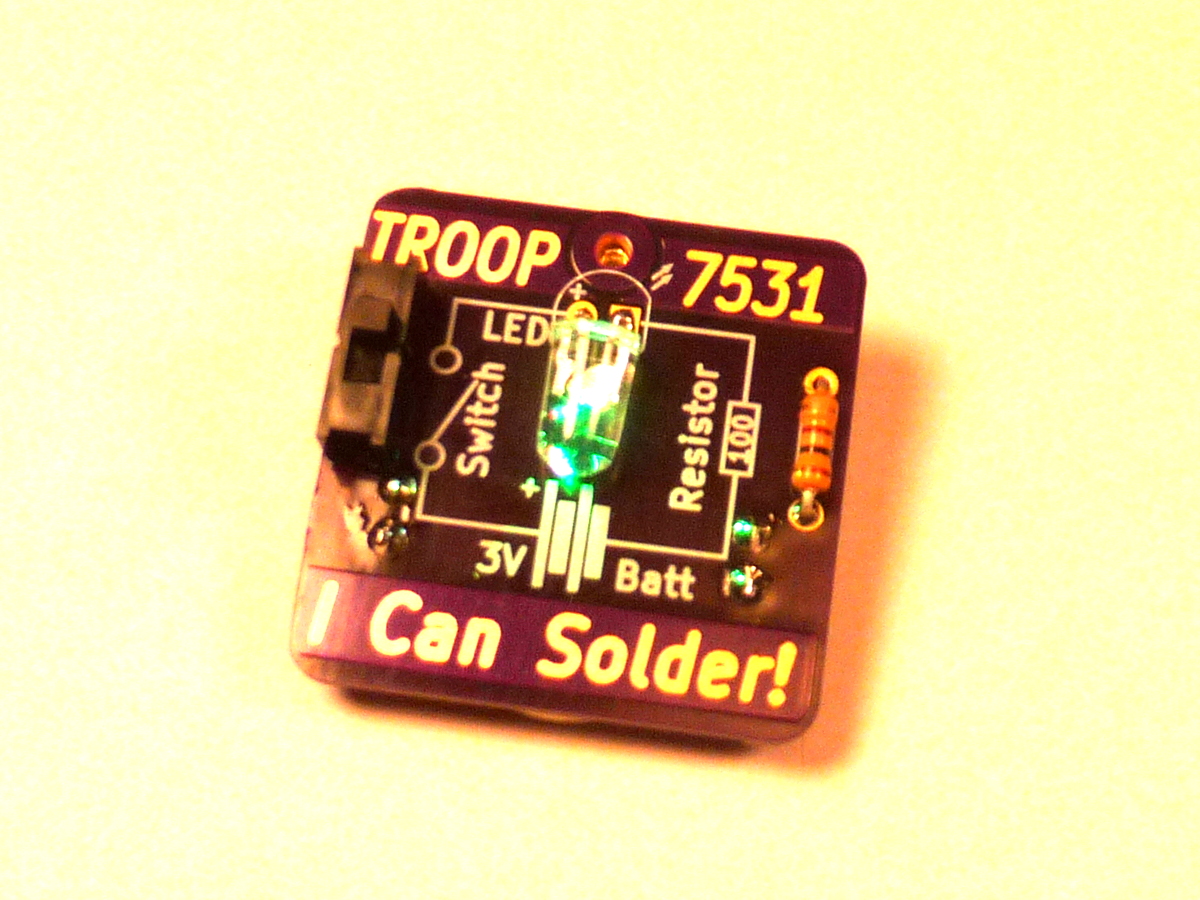 TROOP 7531
+
LED
Switch
Resistor
100
+
3V Batt
I Can Solder!